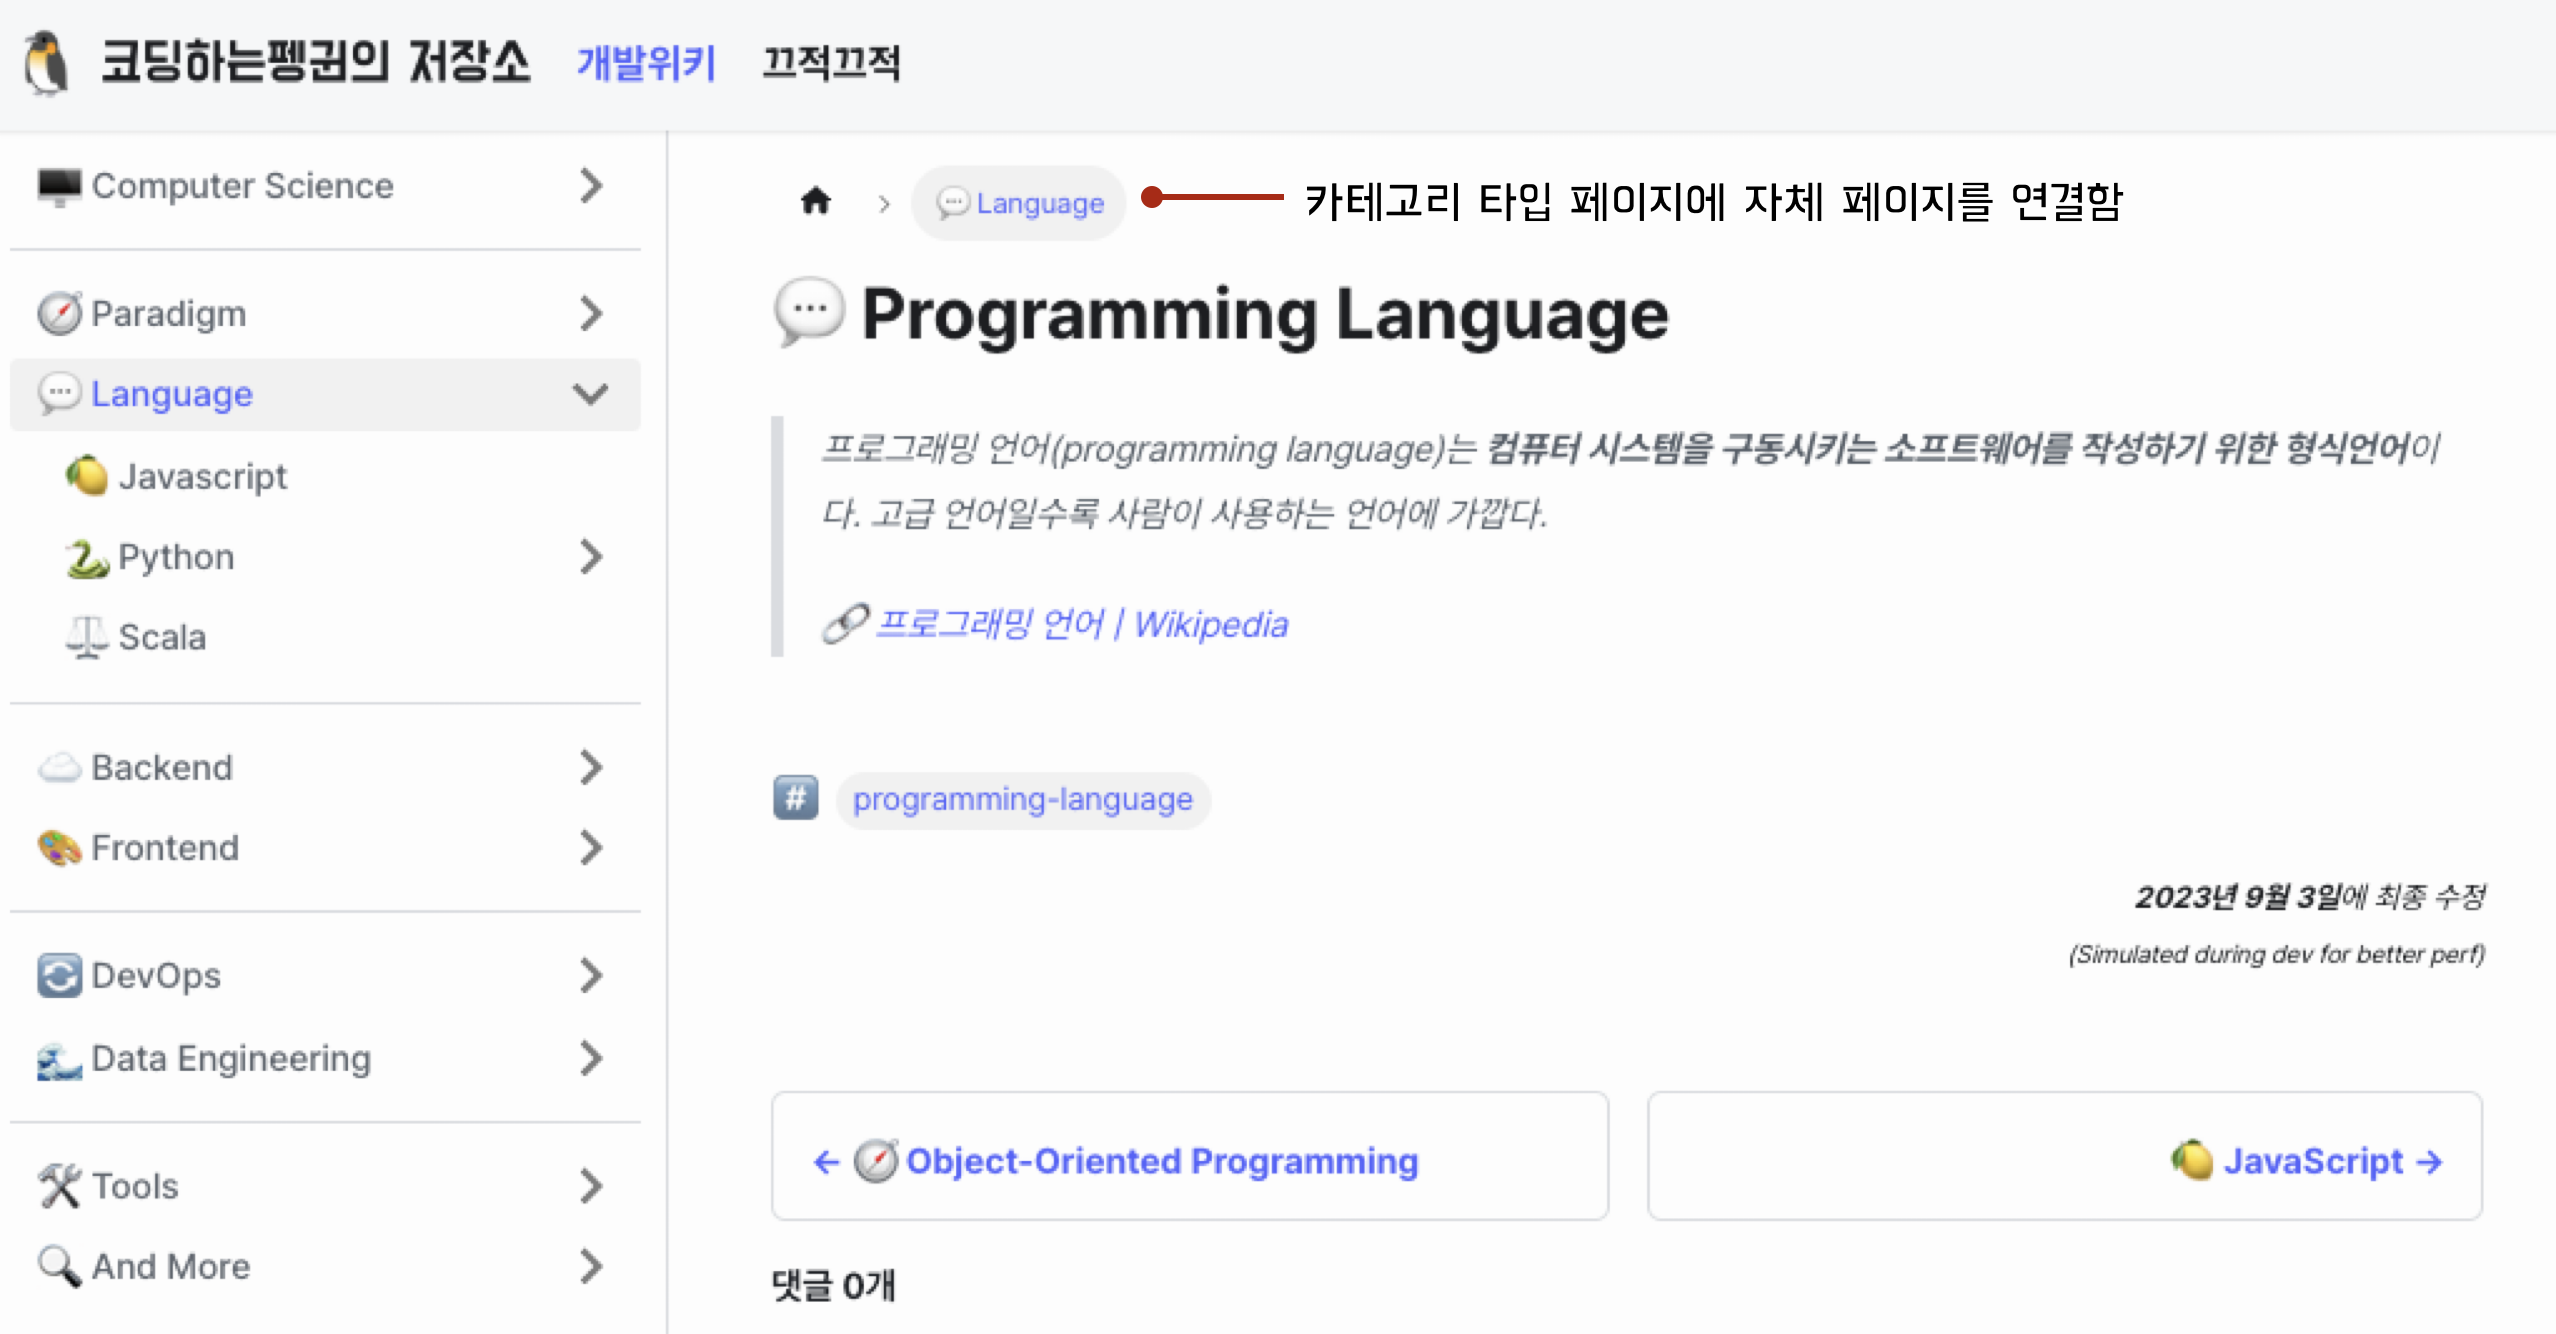 코딩하는펭귄의 저장소 개발위키 끄적끄적
Computer Science
Paradigm
Language
Javascript
Python
Scala
Backend
Frontend
DevOps
Data Engineering
Tools
And More
Language 카테고리 타입 페이지에 자체 페이지를 연결함
Programming Language
프로그래밍 언어(programming language)는 컴퓨터 시스템을 구동시키는 소프트웨어를 작성하기 위한 형식언어이
다. 고급 언어일수록 사람이 사용하는 언어에 가깝다.
프로그래밍 언어 | Wikipedia
# programming-language
2023년 9월 3일에 최종 수정
(Simulated during dev for better perf)
← Object-Oriented Programming
JavaScript →
댓글 0개